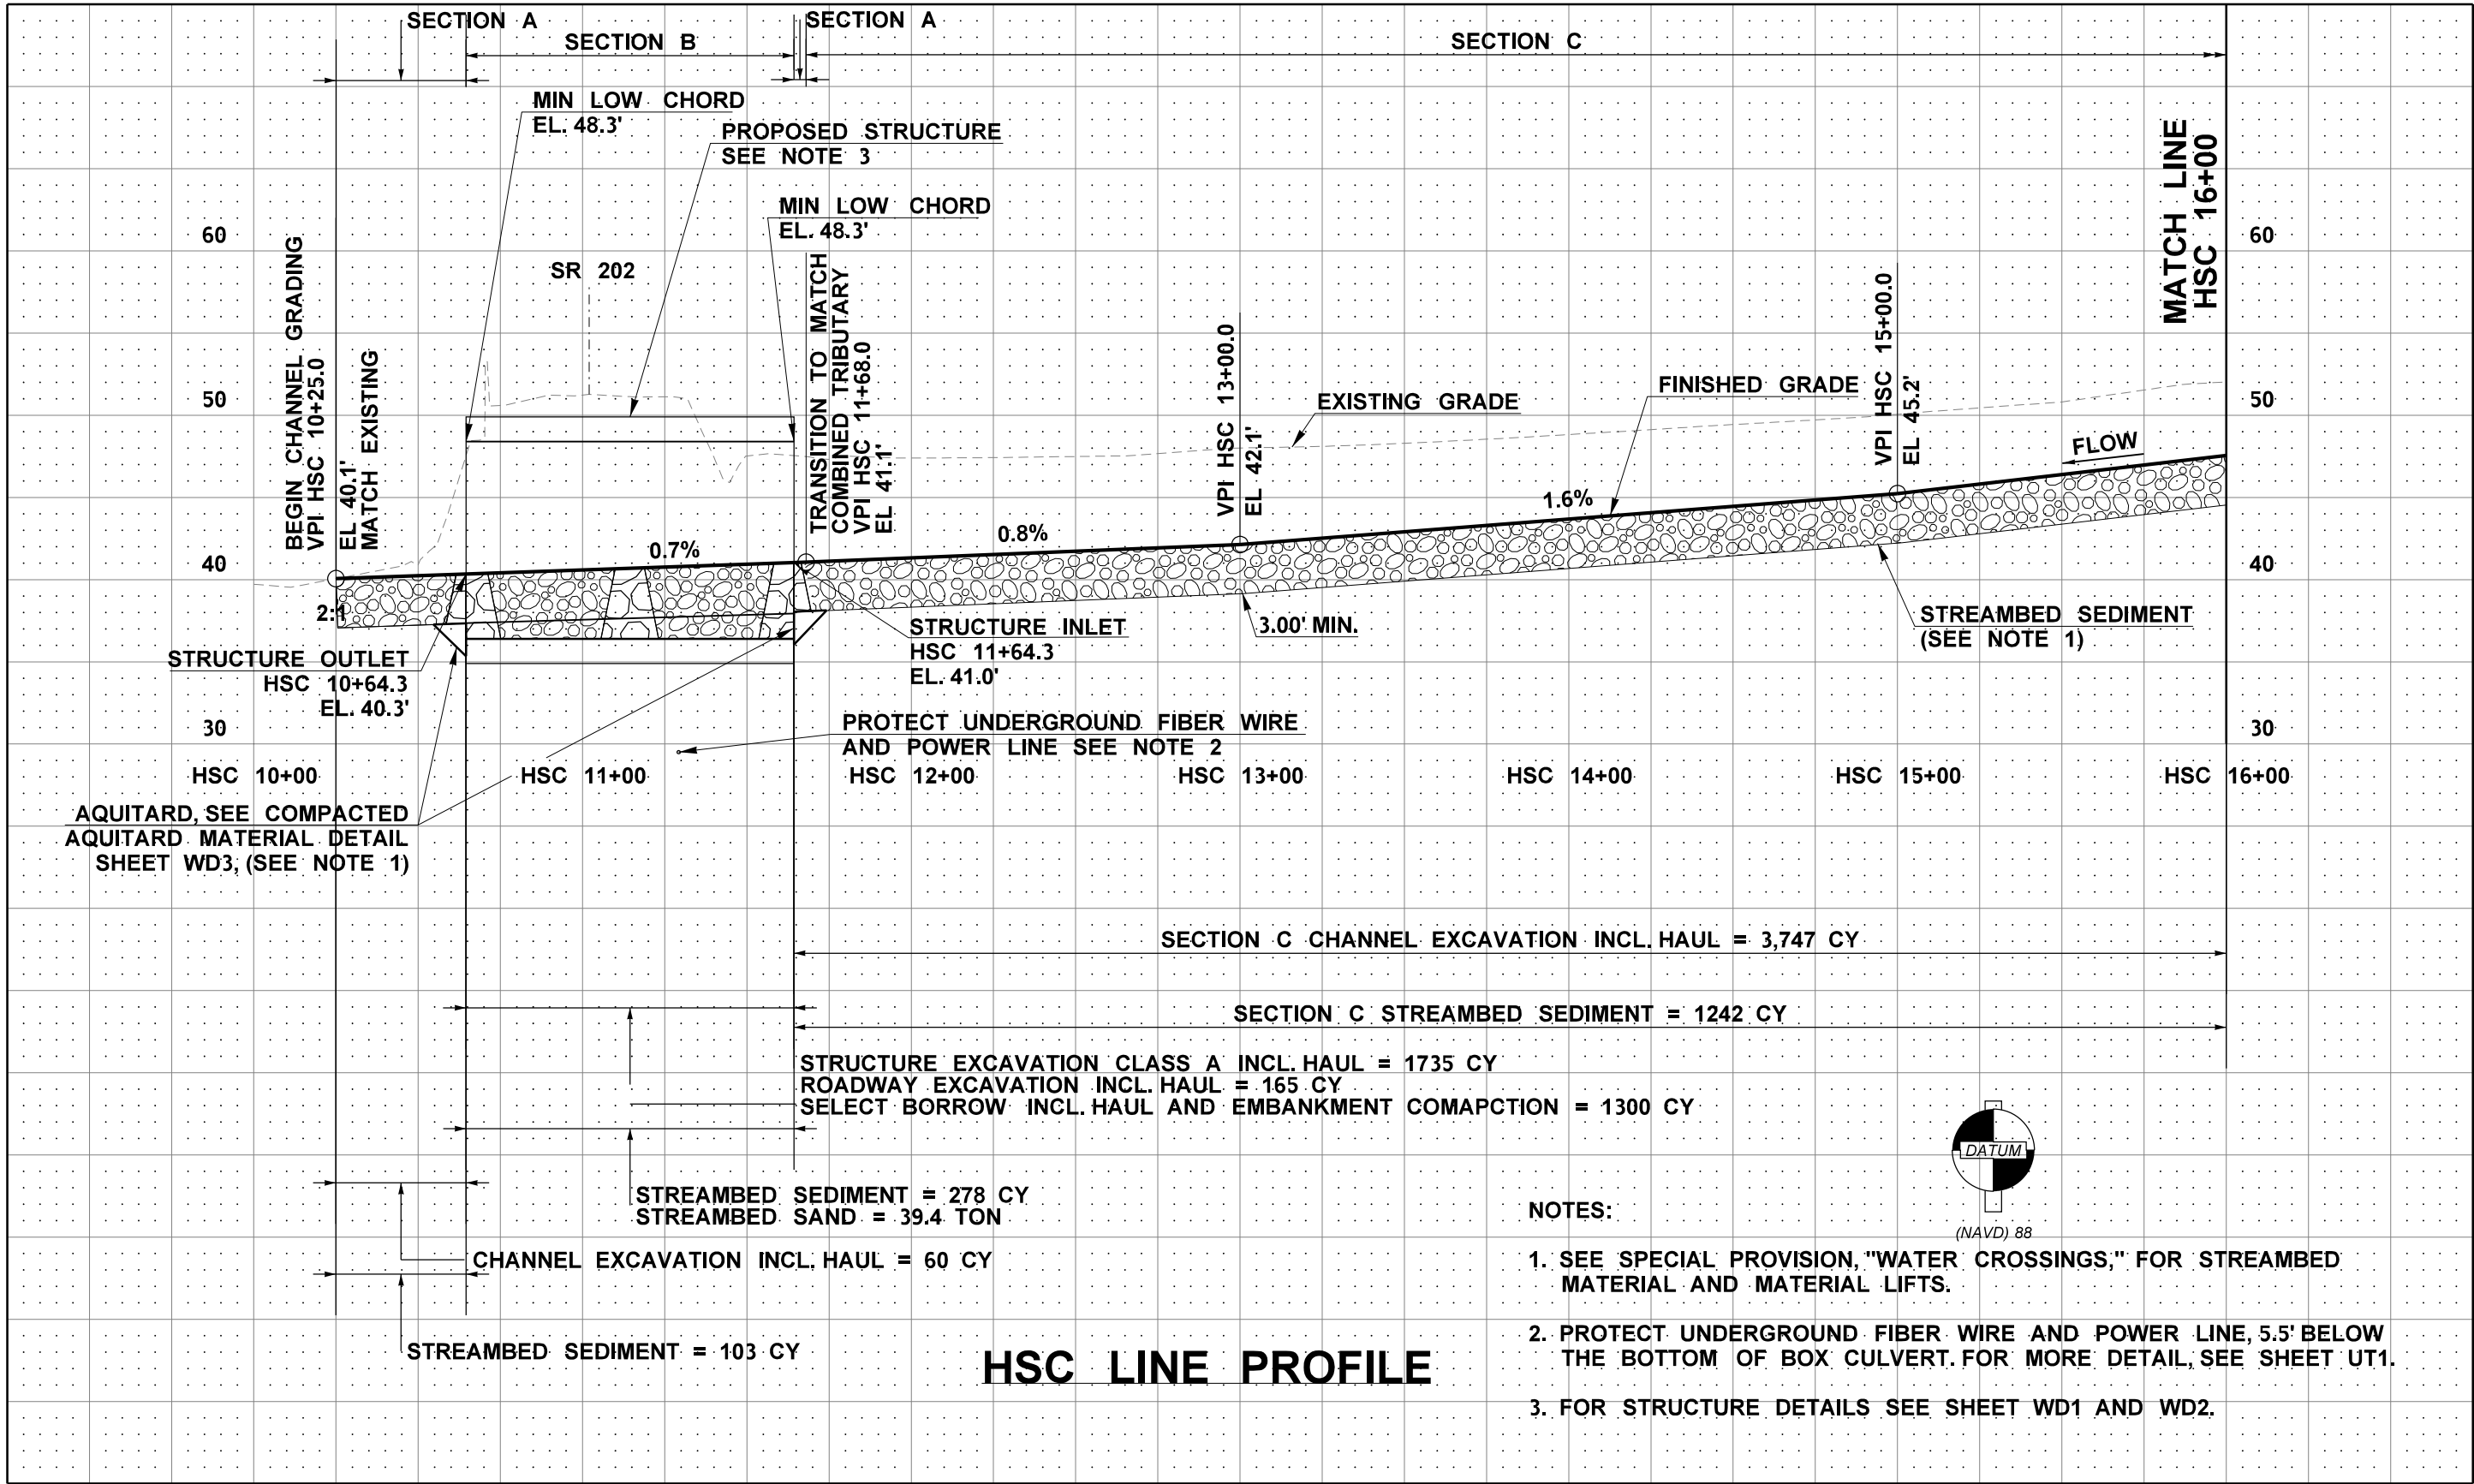 SECTION A
SECTION B
SECTION A
SECTION C
MIN LOW CHORD
EL. 48.3'
PROPOSED STRUCTURE
SEE NOTE 3
MIN LOW CHORD
EL. 48.3'
MATCH LINE
HSC 16+00
60
60
SR 202
BEGIN CHANNEL GRADING
VPI HSC 10+25.0
EL 40.1'
MATCH EXISTING
TRANSITION TO MATCH
COMBINED TRIBUTARY
VPI HSC 11+68.0
EL 41.1'
VPI HSC 13+00.0
EL 42.1'
VPI HSC 15+00.0
EL 45.2'
50
50
EXISTING GRADE
FINISHED GRADE
FLOW
0.7%
0.8%
1.6%
40
40
2:1
STRUCTURE OUTLET
HSC 10+64.3
EL. 40.3'
STRUCTURE INLET
HSC 11+64.3
EL. 41.0'
3.00' MIN.
STREAMBED SEDIMENT
(SEE NOTE 1)
30
30
PROTECT UNDERGROUND FIBER WIRE
AND POWER LINE SEE NOTE 2
HSC 10+00
HSC 11+00
HSC 12+00
HSC 13+00
HSC 14+00
HSC 15+00
HSC 16+00
AQUITARD, SEE COMPACTED
AQUITARD MATERIAL DETAIL
SHEET WD3, (SEE NOTE 1)
SECTION C CHANNEL EXCAVATION INCL. HAUL = 3,747 CY
SECTION C STREAMBED SEDIMENT = 1242 CY
STRUCTURE EXCAVATION CLASS A INCL. HAUL = 1735 CY
ROADWAY EXCAVATION INCL. HAUL = 165 CY
SELECT BORROW INCL. HAUL AND EMBANKMENT COMAPCTION = 1300 CY
STREAMBED SEDIMENT = 278 CY
STREAMBED SAND = 39.4 TON
CHANNEL EXCAVATION INCL. HAUL = 60 CY
STREAMBED SEDIMENT = 103 CY
HSC LINE PROFILE
DATUM
(NAVD) 88
NOTES:
1. SEE SPECIAL PROVISION, "WATER CROSSINGS," FOR STREAMBED
MATERIAL AND MATERIAL LIFTS.
2. PROTECT UNDERGROUND FIBER WIRE AND POWER LINE, 5.5' BELOW
THE BOTTOM OF BOX CULVERT. FOR MORE DETAIL, SEE SHEET UT1.
3. FOR STRUCTURE DETAILS SEE SHEET WD1 AND WD2.